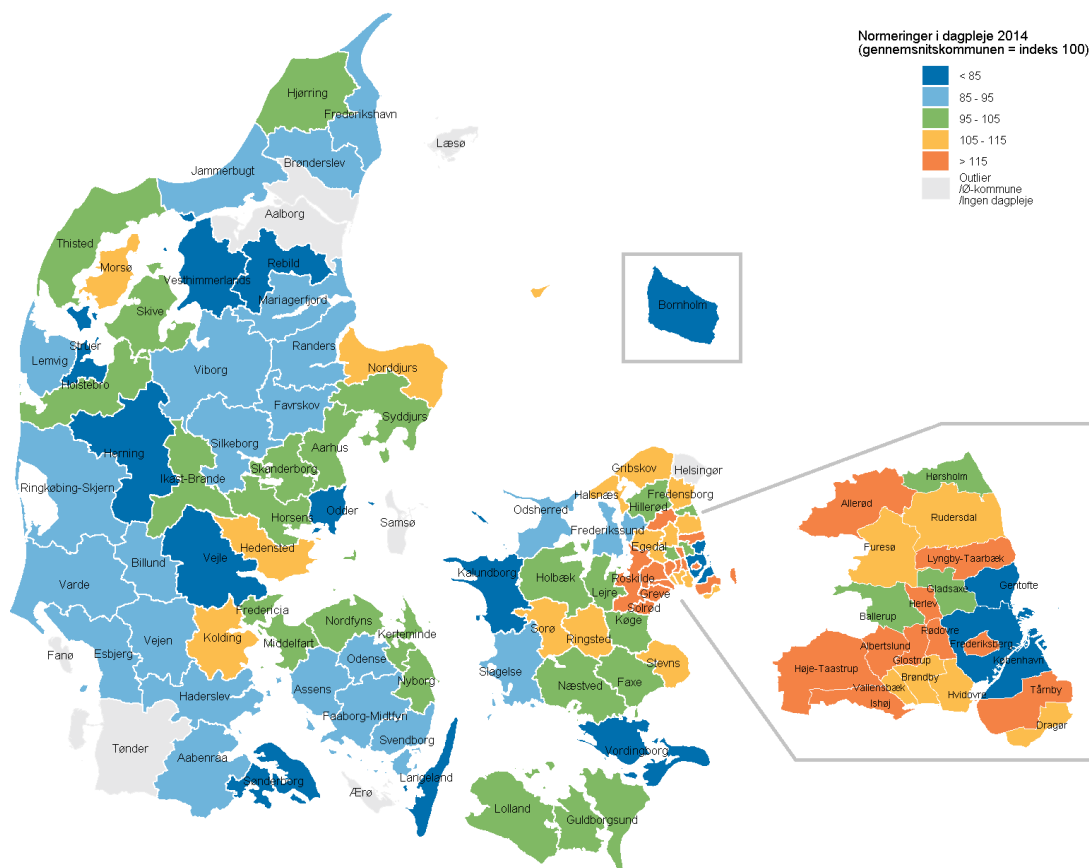 Normeringer i dagpleje 2014
(gennemsnitskommunen = indeks 100)
< 85
85 - 95
95 - 105
105 - 115
> 115
Outlier
/Ø-kommune
/Ingen dagpleje
Hjørring
Frederikshavn
Læsø
Brønderslev
Jammerbugt
Aalborg
Thisted
Morsø
Vesthimmerlands
Rebild
Mariagerfjord
Skive
Struer
Lemvig
Holstebro
Viborg
Randers
Norddjurs
Favrskov
Syddjurs
Herning
Silkeborg
Aarhus
Skanderborg
Ikast-Brande
Ringkøbing-Skjern
Horsens
Odder
Samsø
Hedensted
Vejle
Billund
Varde
Fredericia
Kolding
Vejen
Esbjerg
Fanø
Middelfart
Nordfyns
Kerteminde
Odense
Nyborg
Assens
Haderslev
Faaborg-Midtfyn
Svendborg
Tønder
Aabenraa
Sønderborg
Langeland
Ærø
Bornholm
Gribskov
Helsingør
Halsnæs
Fredensborg
Hillerød
Odsherred
Frederikssund
Egedal
Kalundborg
Holbæk
Roskilde
Lejre
Greve
Solrød
Køge
Sorø
Ringsted
Stevns
Slagelse
Næstved
Faxe
Vordingborg
Lolland
Guldborgsund
Hørsholm
Allerød
Rudersdal
Furesø
Lyngby-Taarbæk
Gentofte
Gladsaxe
Herlev
Ballerup
Rødovre
Albertslund
Frederiksberg
Glostrup
København
Høje-Taastrup
Brøndby
Vallensbæk
Hvidovre
Ishøj
Tårnby
Dragør